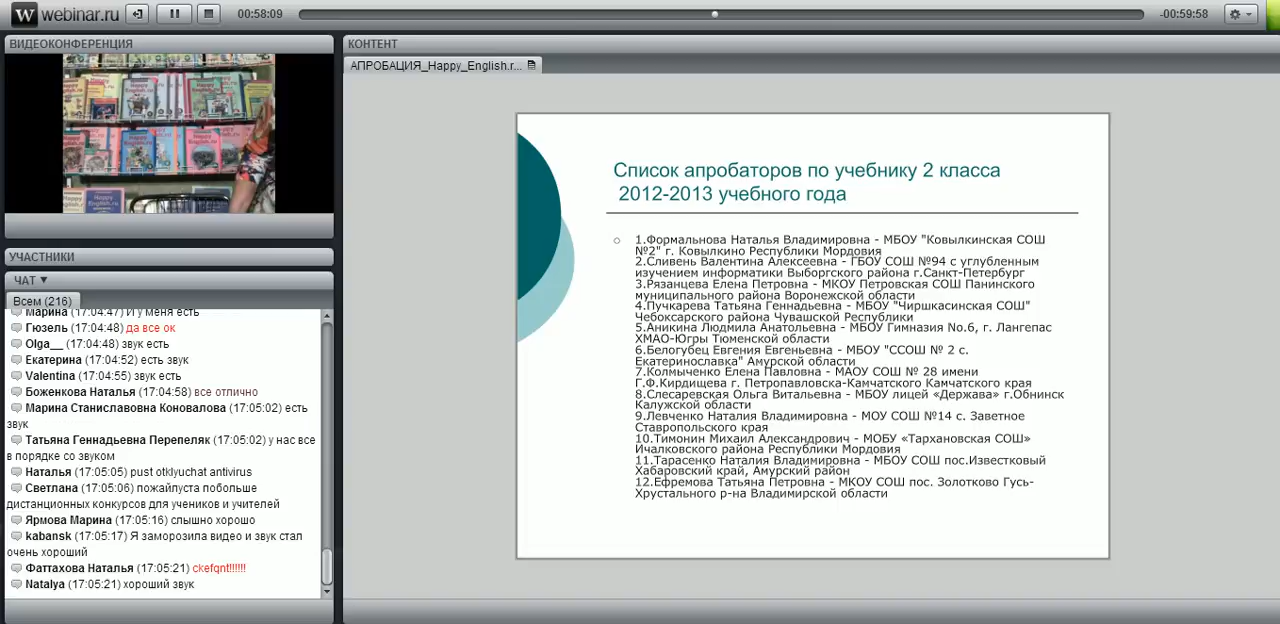 webinar.ru
00:58:09
-00:59:58
ВИДЕОКОНФЕРЕНЦИЯ
Happy English.ru
Happy English.ru
УЧАСТНИКИ
ЧАТ ▼
Всем (216)
Марина (17:04:47) И у меня есть
Гюзель (17:04:48) да все ок
Olga__ (17:04:48) звук есть
Екатерина (17:04:52) есть звук
Valentina (17:04:55) звук есть
Боженкова Наталья (17:04:58) все отлично
Марина Станиславовна Коновалова (17:05:02) есть
звук
Татьяна Геннадьевна Перепеляк (17:05:02) у нас все
в порядке со звуком
Наталья (17:05:05) pust otklyuchat antivirus
Светлана (17:05:06) пожайлуста побольше
дистанционных конкурсов для учеников и учителей
Ярмова Марина (17:05:16) слышно хорошо
kabansk (17:05:17) Я заморозила видео и звук стал
очень хороший
Фаттахова Наталья (17:05:21) ckefqnt!!!!!!
Natalya (17:05:21) хороший звук
КОНТЕНТ
АПРОБАЦИЯ_Happy_English.r...
Список апробаторов по учебнику 2 класса
2012-2013 учебного года
1.Формальнова Наталья Владимировна - МБОУ "Ковылкинская СОШ
№2" г. Ковылкино Республики Мордовия
2.Сливень Валентина Алексеевна - ГБОУ СОШ №94 с углубленным
изучением информатики Выборгского района г.Санкт-Петербург
3.Рязанцева Елена Петровна - МКОУ Петровская СОШ Панинского
муниципального района Воронежской области
4.Пучкарева Татьяна Геннадьевна - МБОУ "Чиршкасинская СОШ"
Чебоксарского района Чувашской Республики
5.Аникина Людмила Анатольевна - МБОУ Гимназия No.6, г. Лангепас
ХМАО-Югры Тюменской области
6.Белогубец Евгения Евгеньевна - МБОУ "ССОШ № 2 с.
Екатеринославка" Амурской области
7.Колмыченко Елена Павловна - МАОУ СОШ № 28 имени
Г.Ф.Кирдищева г. Петропавловска-Камчатского Камчатского края
8.Слесаревская Ольга Витальевна - МБОУ лицей «Держава» г.Обнинск
Калужской области
9.Левченко Наталия Владимировна - МОУ СОШ №14 с. Заветное
Ставропольского края
10.Тимонин Михаил Александрович - МОБУ «Тархановская СОШ»
Ичалковского района Республики Мордовия
11.Тарасенко Наталия Владимировна - МБОУ СОШ пос.Известковый
Хабаровский край, Амурский район
12.Ефремова Татьяна Петровна - МКОУ СОШ пос. Золотково Гусь-
Хрустального р-на Владимирской области